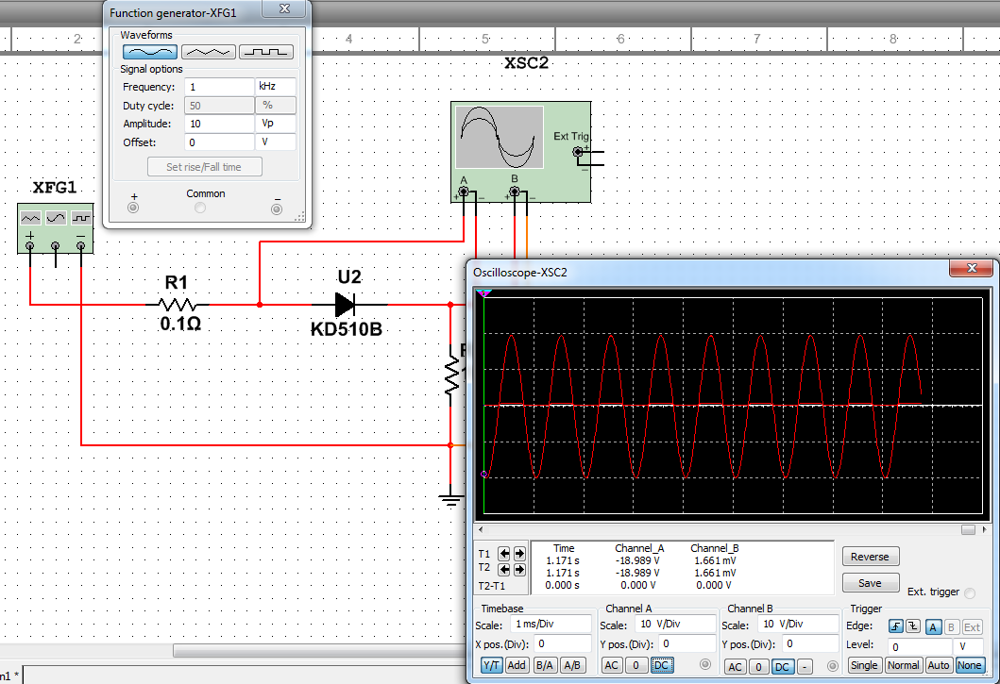 Function generator-XFG1
2 4 5 6 7 8
Waveforms
Signal options
Frequency: 1 kHz
Duty cycle: 50 %
Amplitude: 10 Vp
Offset: 0 V
Set rise/Fall time
+ Common −
XSC2
Ext Trig
+
−
A B
+ − + −
XFG1
+ −
R1
0.1Ω
U2
KD510B
Oscilloscope-XSC2
Time Channel_A Channel_B
T1 1.171 s -18.989 V 1.661 mV
T2 1.171 s -18.989 V 1.661 mV
T2-T1 0.000 s 0.000 V 0.000 V
Reverse
Save
Ext. trigger
Timebase Channel A Channel B Trigger
Scale: 1 ms/Div Scale: 10 V/Div Scale: 10 V/Div Edge: A B Ext
X pos.(Div): 0 Y pos.(Div): 0 Y pos.(Div): 0 Level: 0 V
Y/T Add B/A A/B AC 0 DC AC 0 DC - Single Normal Auto None
n1 *